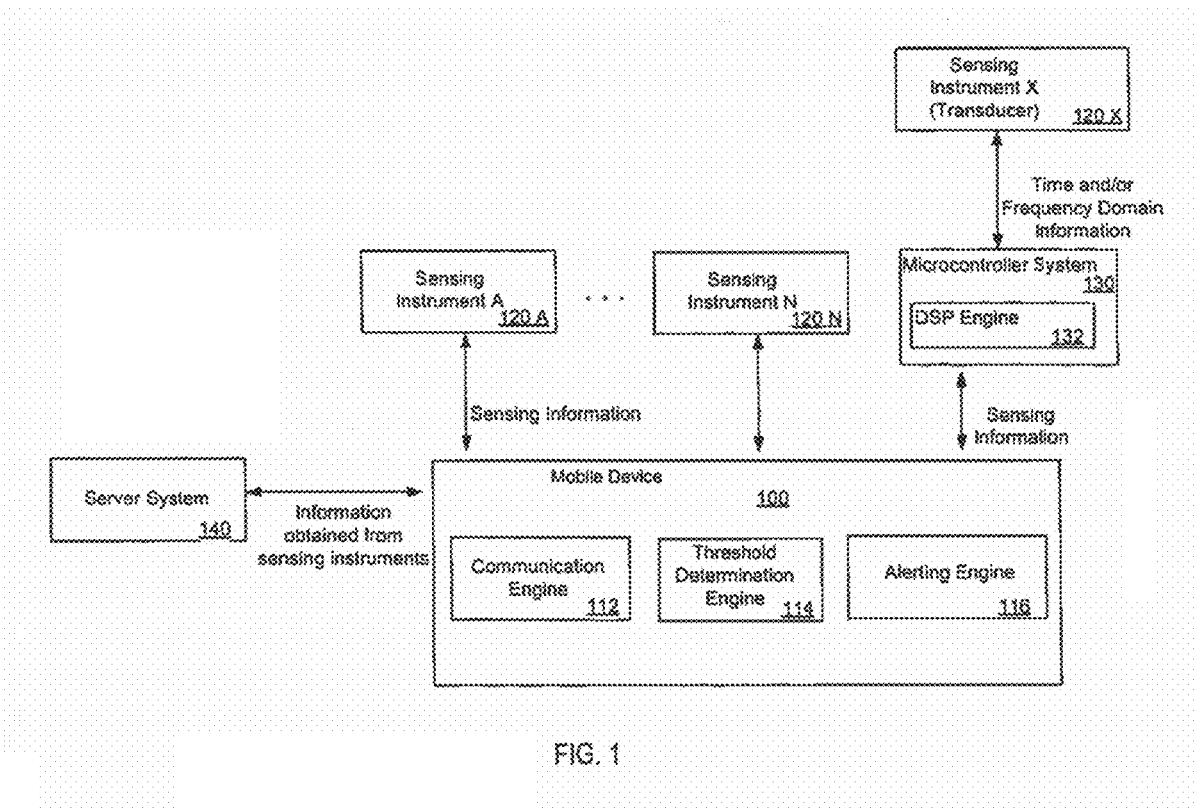 Sensing
Instrument X
(Transducer)
120 X
Time and/or
Frequency Domain
Information
Microcontroller System
130
DSP Engine
132
Sensing
Instrument A
120 A
. . .
Sensing
Instrument N
120 N
Sensing Information
Sensing
Information
Server System
140
Information
obtained from
sensing instruments
Mobile Device
100
Communication
Engine
112
Threshold
Determination
Engine
114
Alerting Engine
116
FIG. 1